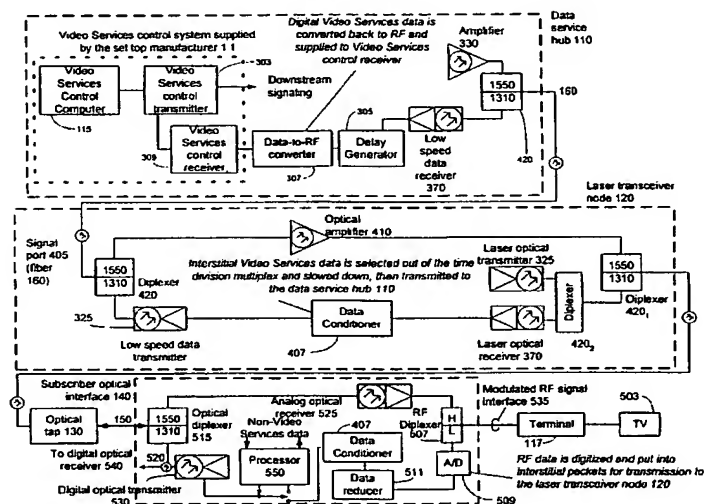 Video Services control system supplied
by the set top manufacturer 1 1
Digital Video Services data is
converted back to RF and
supplied to Video Services
control receiver
Amplifier
330
Data
service
hub 110
Video
Services
Control
Computer
115
303
Video
Services
control
transmitter
Downstream
signating
309
Video
Services
control
receiver
Data-to-RF
converter
307
305
Delay
Generator
Low
speed
data
receiver
370
1550
1310
420
160
Laser transceiver
node 120
Signal
port 405
(fiber
160)
Optical
amplifier 410
Interstitial Video Services data is selected out of the time
division multiplex and slowed down, then transmitted to
the data service hub 110
Laser optical
transmitter 325
1550
1310
Diplexer
420
1550
1310
Diplexer
420₁
Diplexer
420₂
325
Low speed data
transmitter
Data
Conditioner
407
Laser optical
receiver 370
Subscriber optical
interface 140
Optical
tap 130
150
1550
1310
Optical
diplexer
515
Analog optical
receiver 525
Non-Video
Services data
407
RF
Diplexer
507
H
L
Modulated RF signal
Interface 535
503
Terminal
117
TV
To digital optical
receiver 540
520
Digital optical transmitter
530
Processor
550
Data
Conditioner
Data
reducer
511
A/D
509
RF data is digitized and put into
Interstitial packets for transmission to
the laser transceiver node 120